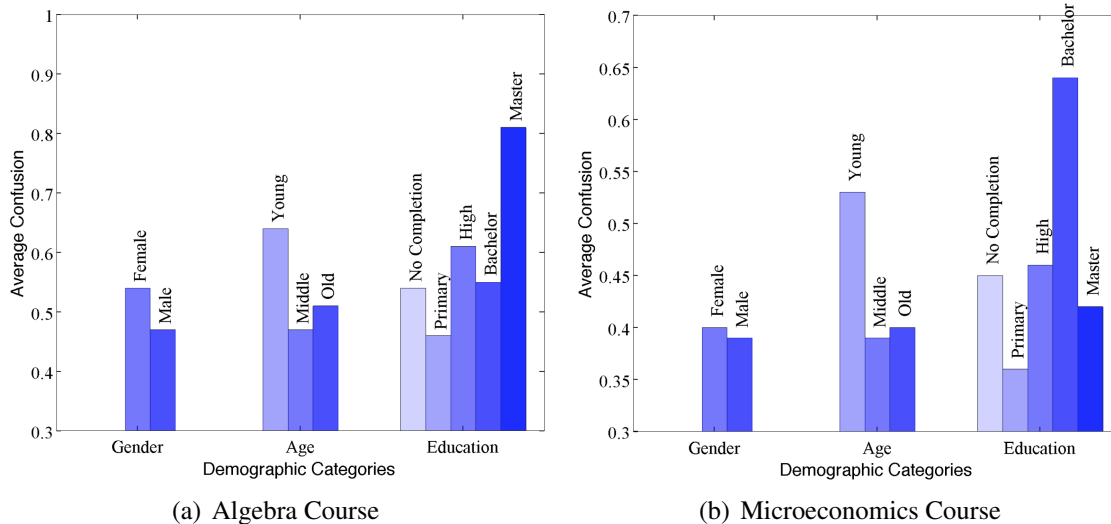 1
0.9
0.8
0.7
0.6
0.5
0.4
0.3
Average Confusion
Female
Male
Young
Middle
Old
No Completion
Primary
High
Bachelor
Master
Gender Age Education
Demographic Categories
(a) Algebra Course
0.7
0.65
0.6
0.55
0.5
0.45
0.4
0.35
0.3
Average Confusion
Female
Male
Young
Middle
Old
No Completion
Primary
High
Bachelor
Master
Gender Age Education
Demographic Categories
(b) Microeconomics Course